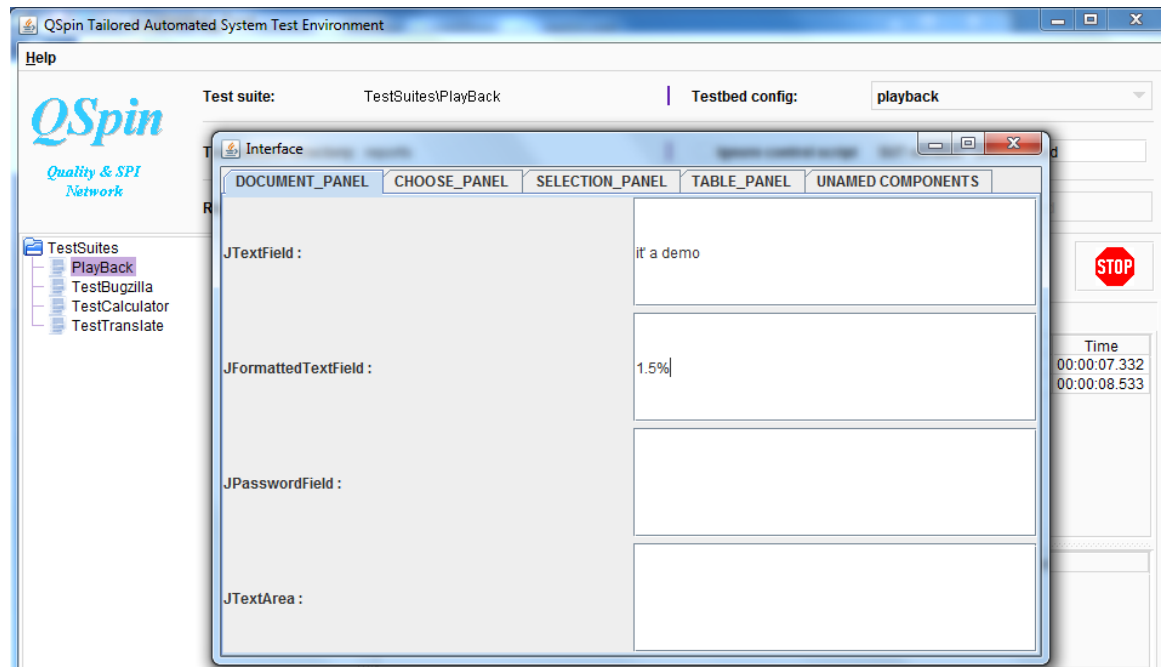 QSpin Tailored Automated System Test Environment
Help
QSpin
Quality & SPI
Network
Test suite: TestSuites\PlayBack Testbed config: playback
T d
R
Interface
DOCUMENT_PANEL CHOOSE_PANEL SELECTION_PANEL TABLE_PANEL UNAMED COMPONENTS
TestSuites
PlayBack
TestBugzilla
TestCalculator
TestTranslate
JTextField : it' a demo
STOP
Time
00:00:07.332
00:00:08.533
JFormattedTextField : 1.5%
JPasswordField :
JTextArea :